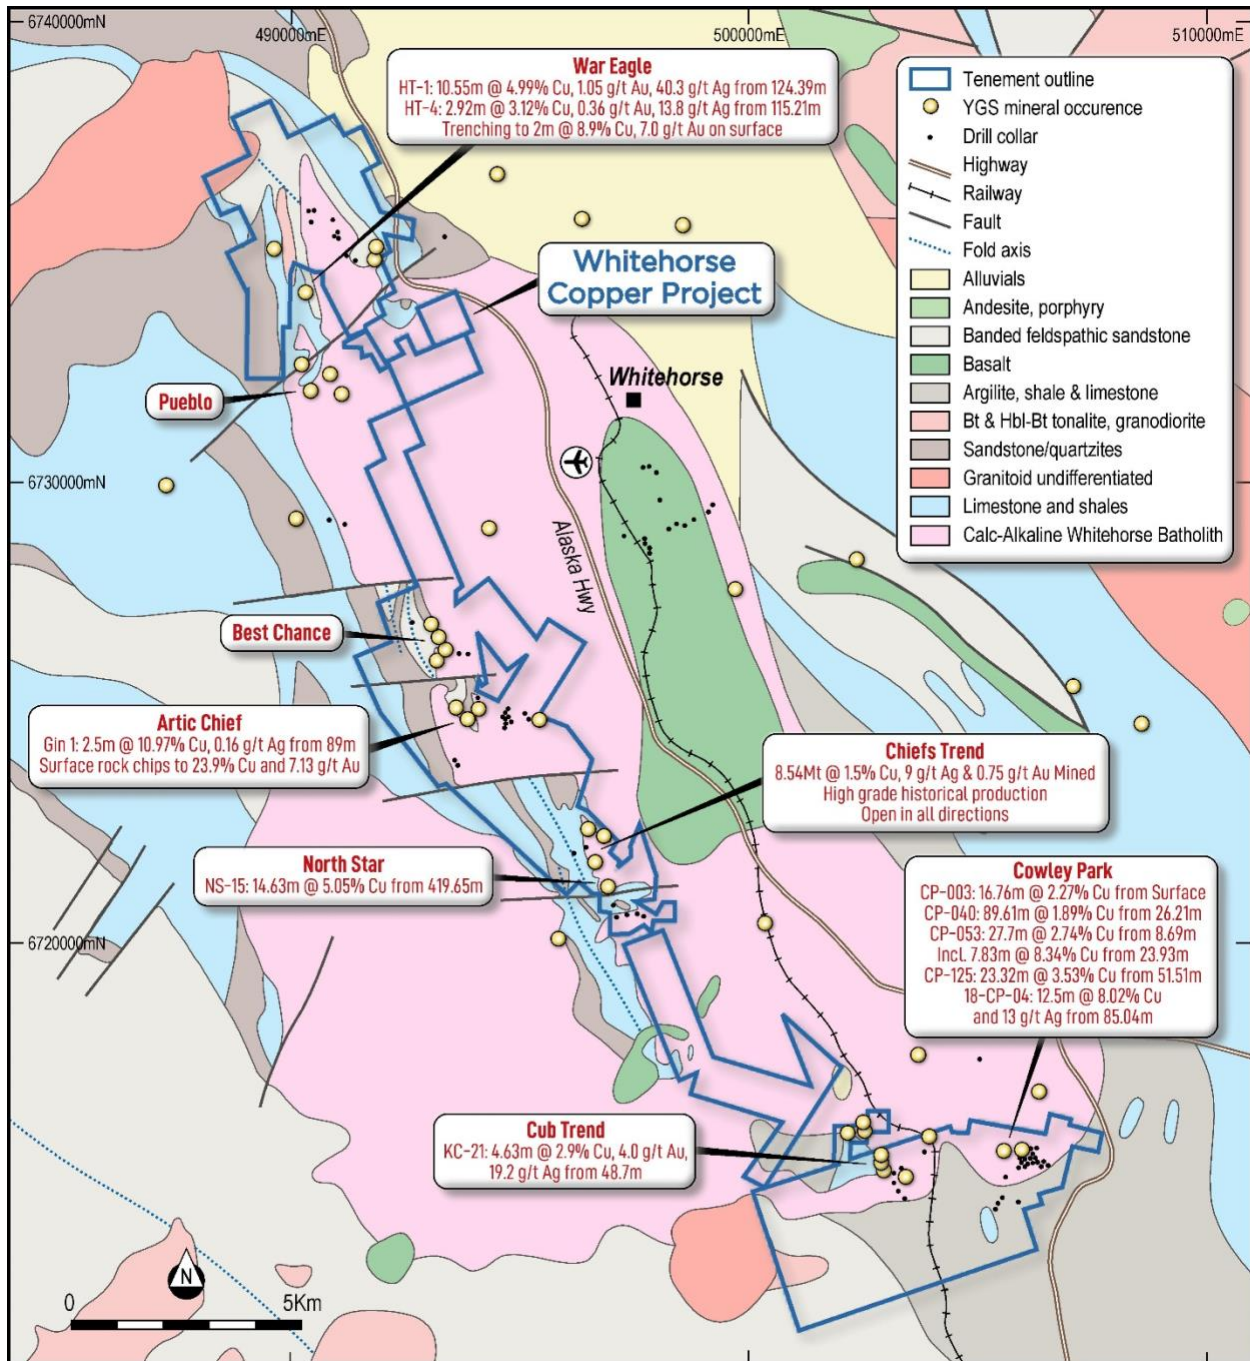 6740000mN
490000mE
500000mE
510000mE
War Eagle
HT-1: 10.55m @ 4.99% Cu, 1.05 g/t Au, 40.3 g/t Ag from 124.39m
HT-4: 2.92m @ 3.12% Cu, 0.36 g/t Au, 13.8 g/t Ag from 115.21m
Trenching to 2m @ 8.9% Cu, 7.0 g/t Au on surface
Tenement outline
YGS mineral occurence
Drill collar
Highway
Railway
Fault
Fold axis
Alluvials
Andesite, porphyry
Banded feldspathic sandstone
Basalt
Argilite, shale & limestone
Bt & Hbl-Bt tonalite, granodiorite
Sandstone/quartzites
Granitoid undifferentiated
Limestone and shales
Calc-Alkaline Whitehorse Batholith
Whitehorse
Copper Project
Whitehorse
Pueblo
6730000mN
Alaska Hwy
Best Chance
Artic Chief
Gin 1: 2.5m @ 10.97% Cu, 0.16 g/t Ag from 89m
Surface rock chips to 23.9% Cu and 7.13 g/t Au
Chiefs Trend
8.54Mt @ 1.5% Cu, 9 g/t Ag & 0.75 g/t Au Mined
High grade historical production
Open in all directions
North Star
NS-15: 14.63m @ 5.05% Cu from 419.65m
Cowley Park
CP-003: 16.76m @ 2.27% Cu from Surface
CP-040: 89.61m @ 1.89% Cu from 26.21m
CP-053: 27.7m @ 2.74% Cu from 8.69m
Incl. 7.83m @ 8.34% Cu from 23.93m
CP-125: 23.32m @ 3.53% Cu from 51.51m
18-CP-04: 12.5m @ 8.02% Cu
and 13 g/t Ag from 85.04m
6720000mN
Cub Trend
KC-21: 4.63m @ 2.9% Cu, 4.0 g/t Au,
19.2 g/t Ag from 48.7m
N
0
5Km